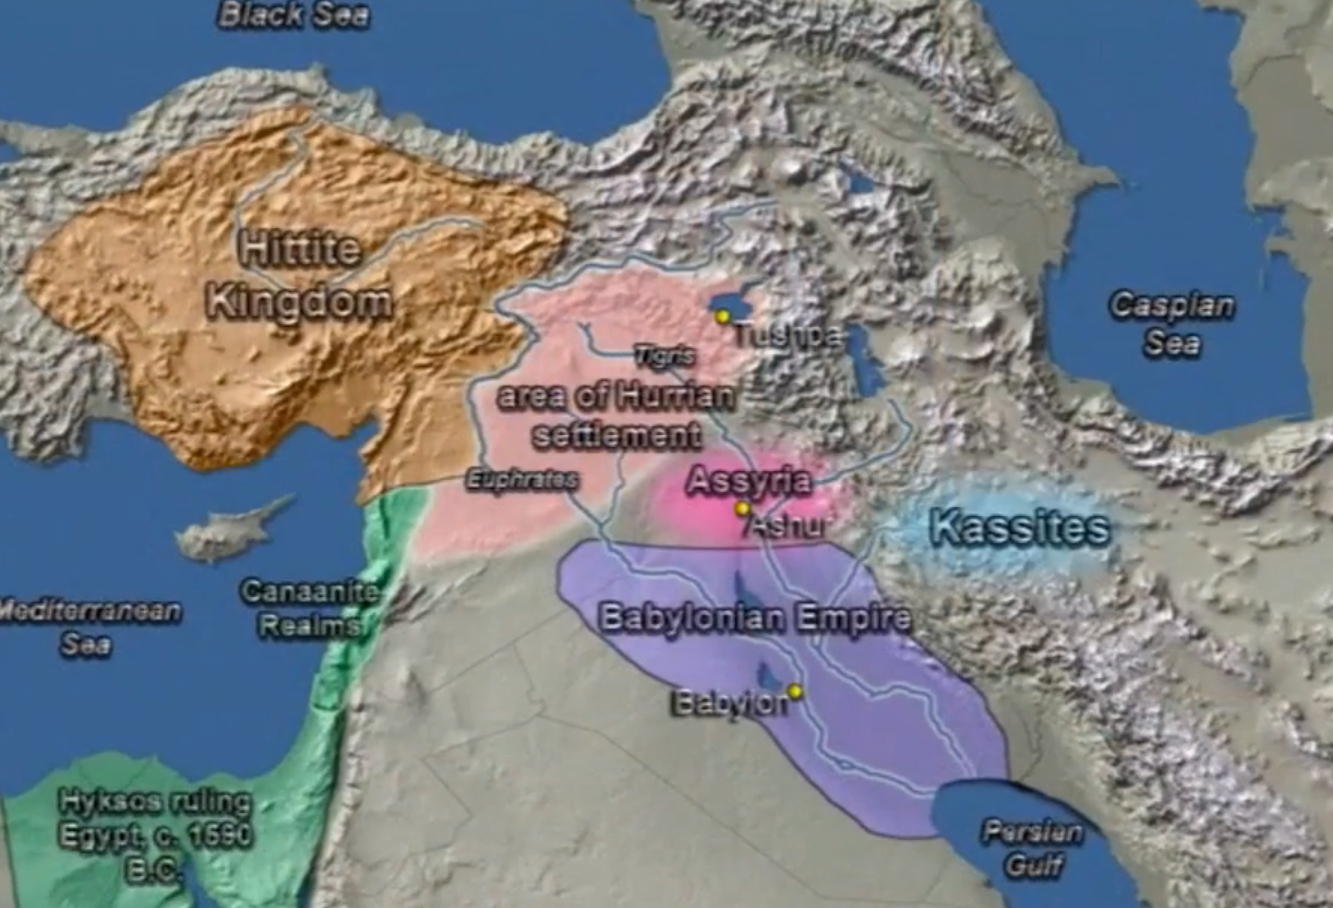 Black Sea
Hittite
Kingdom
Caspian
Sea
Tushpa
Tigris
area of Hurrian
settlement
Euphrates
Assyria
Ashur
Kassites
Canaanite
Realms
Mediterranean
Sea
Babylonian Empire
Babylon
Hyksos ruling
Egypt, c. 1590
B.C.
Persian
Gulf